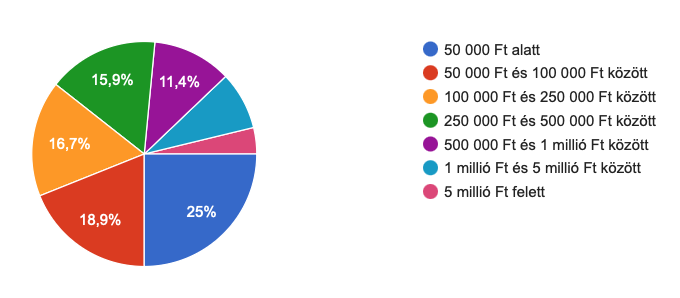 50 000 Ft alatt
50 000 Ft és 100 000 Ft között
100 000 Ft és 250 000 Ft között
250 000 Ft és 500 000 Ft között
500 000 Ft és 1 millió Ft között
1 millió Ft és 5 millió Ft között
5 millió Ft felett
15,9%
11,4%
16,7%
18,9%
25%